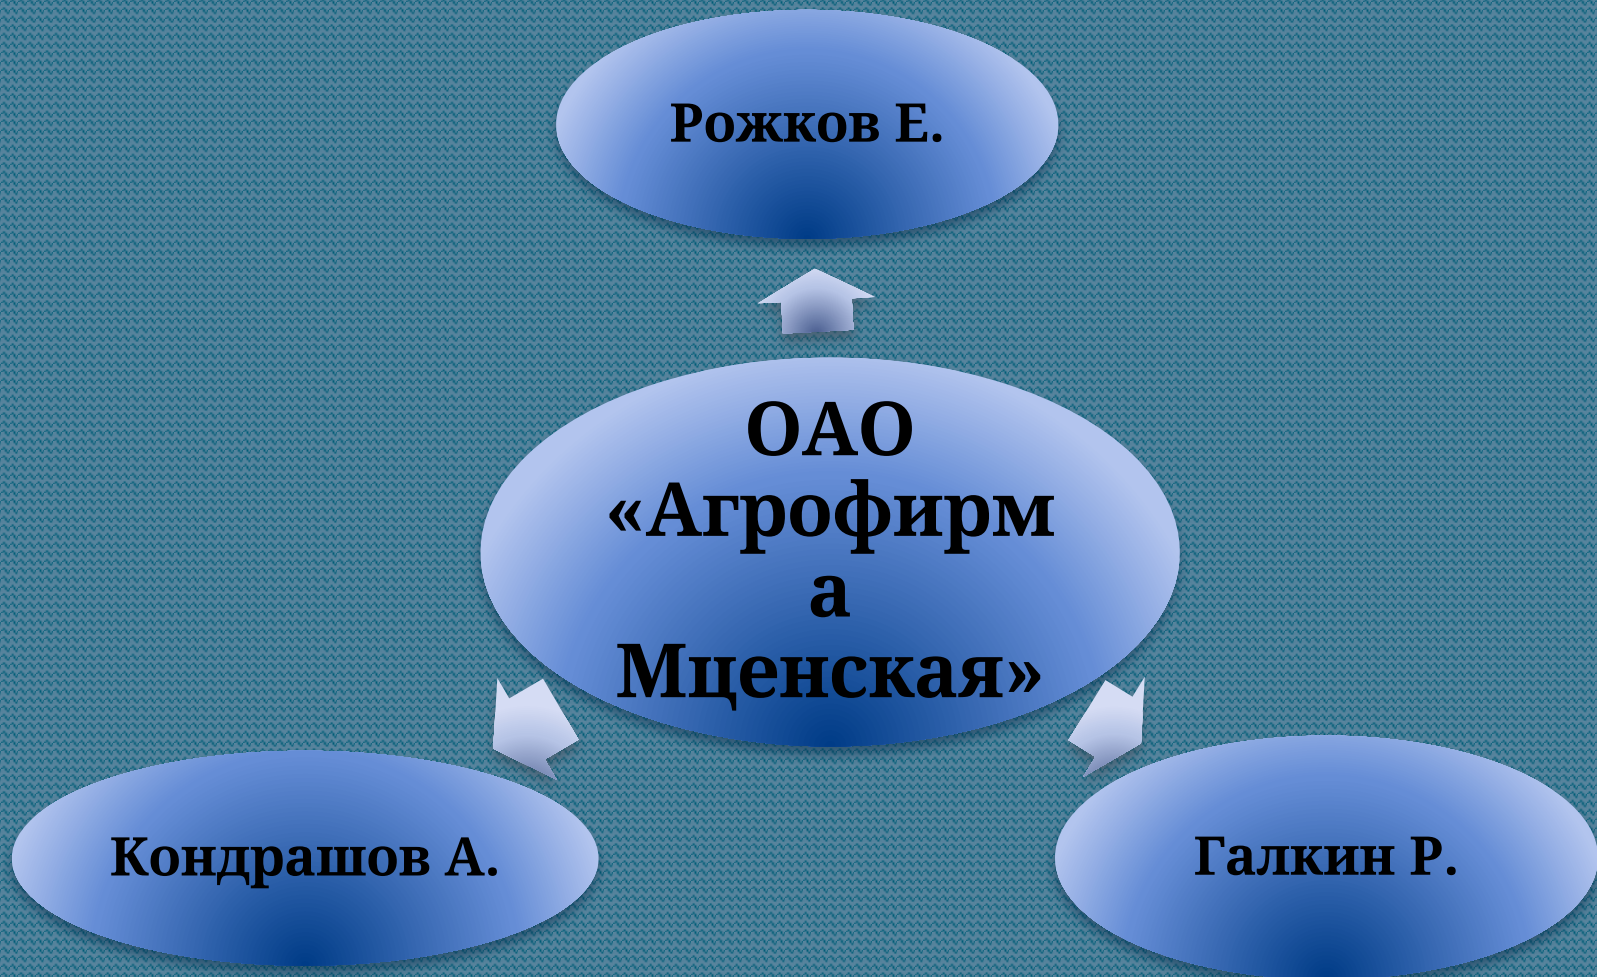 Рожков Е.
ОАО
«Агрофирм
а
Мценская»
Кондрашов А.
Галкин Р.